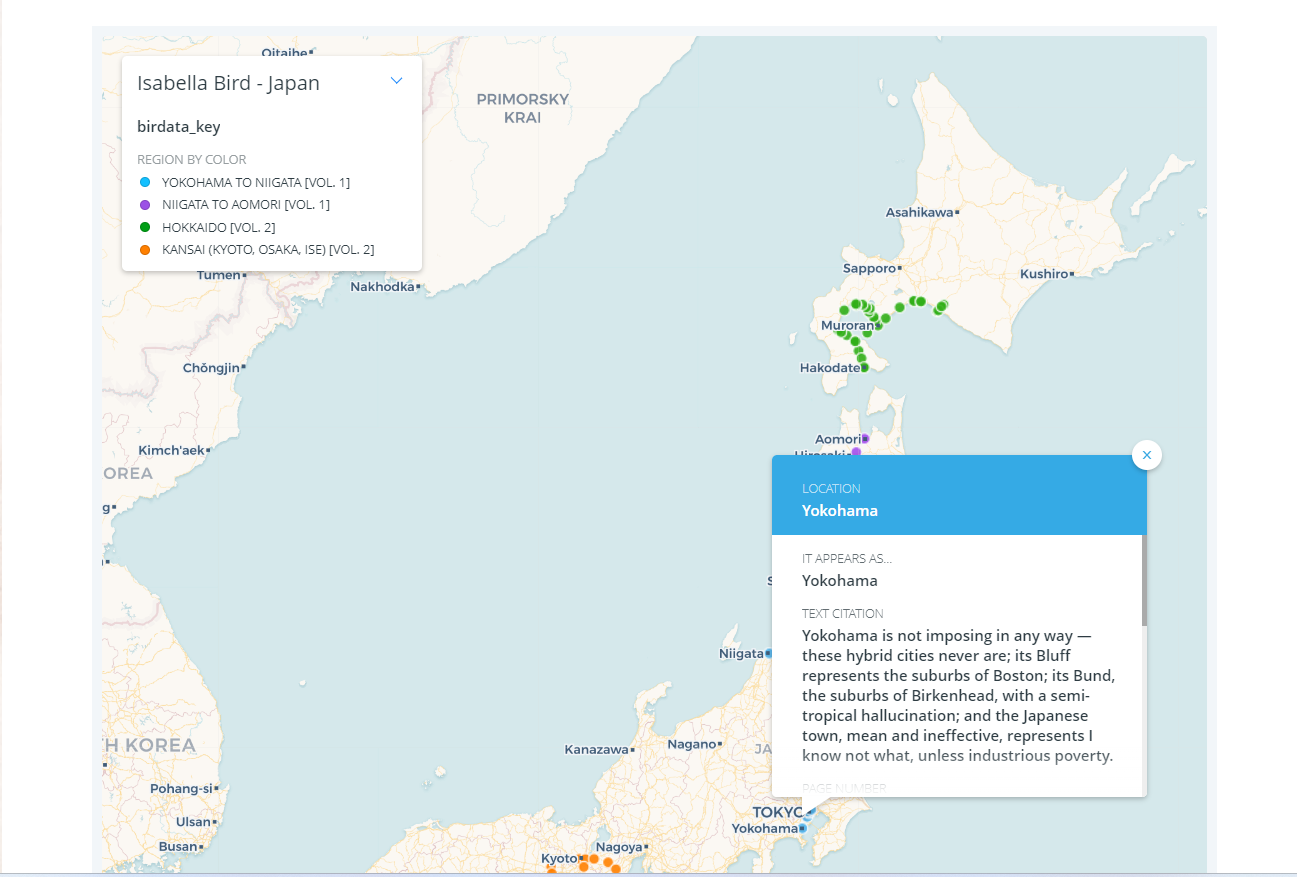 Oitaihe
Isabella Bird - Japan
birdata_key
REGION BY COLOR
YOKOHAMA TO NIIGATA [VOL. 1]
NIIGATA TO AOMORI [VOL. 1]
HOKKAIDO [VOL. 2]
KANSAI (KYOTO, OSAKA, ISE) [VOL. 2]
PRIMORSKY
KRAI
Asahikawa
Sapporo
Kushiro
Tumen
Nakhodka
Muroran
Chŏngjin
Hakodate
Aomori
Hirosaki
Kimch'aek
OREA
g
LOCATION
Yokohama
IT APPEARS AS...
Yokohama
TEXT CITATION
Yokohama is not imposing in any way —
these hybrid cities never are; its Bluff
represents the suburbs of Boston; its Bund,
the suburbs of Birkenhead, with a semi-
tropical hallucination; and the Japanese
town, mean and ineffective, represents I
know not what, unless industrious poverty.
PAGE NUMBER
S
Niigata
TH KOREA
Kanazawa
Nagano
JA
Pohang-si
Ulsan
Busan
TOKYO
Yokohama
Nagoya
Kyoto